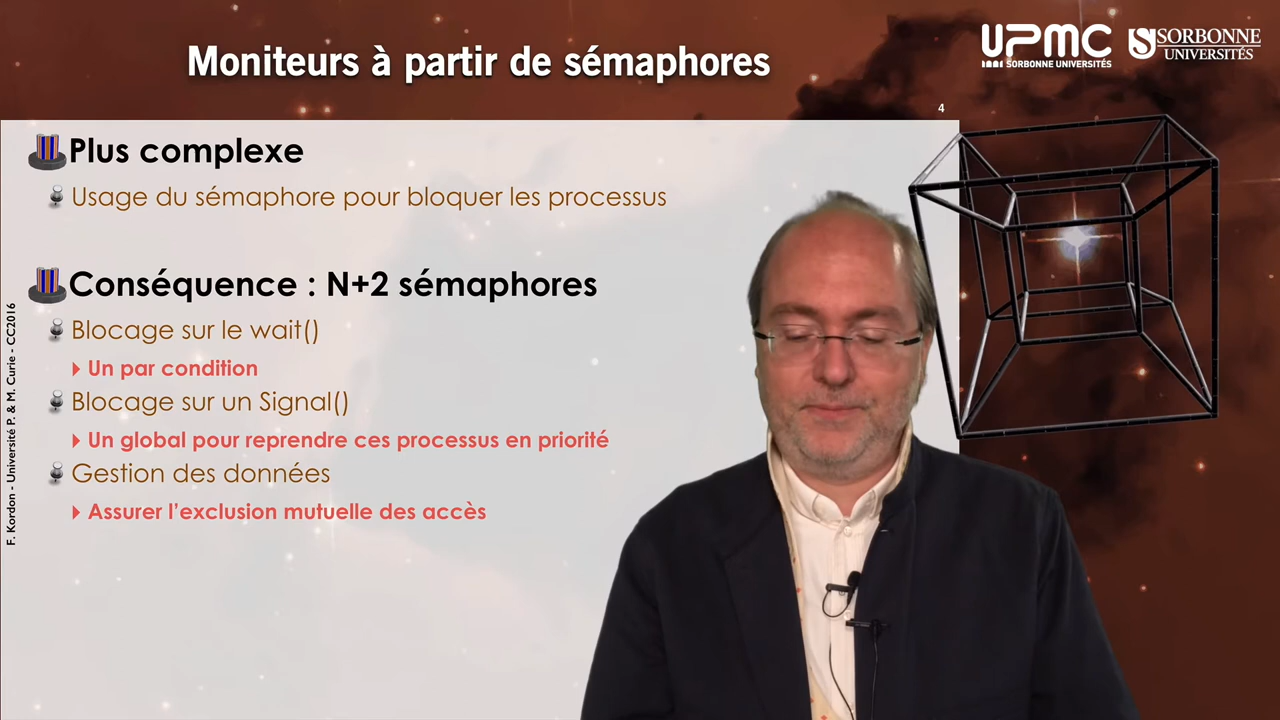 Moniteurs à partir de sémaphores
UPMC
SORBONNE UNIVERSITÉS
SORBONNE
UNIVERSITÉS
4
Plus complexe
Usage du sémaphore pour bloquer les processus
Conséquence : N+2 sémaphores
Blocage sur le wait()
Un par condition
Blocage sur un Signal()
Un global pour reprendre ces processus en priorité
Gestion des données
Assurer l'exclusion mutuelle des accès
F. Kordon - Université P. & M. Curie - CC2016